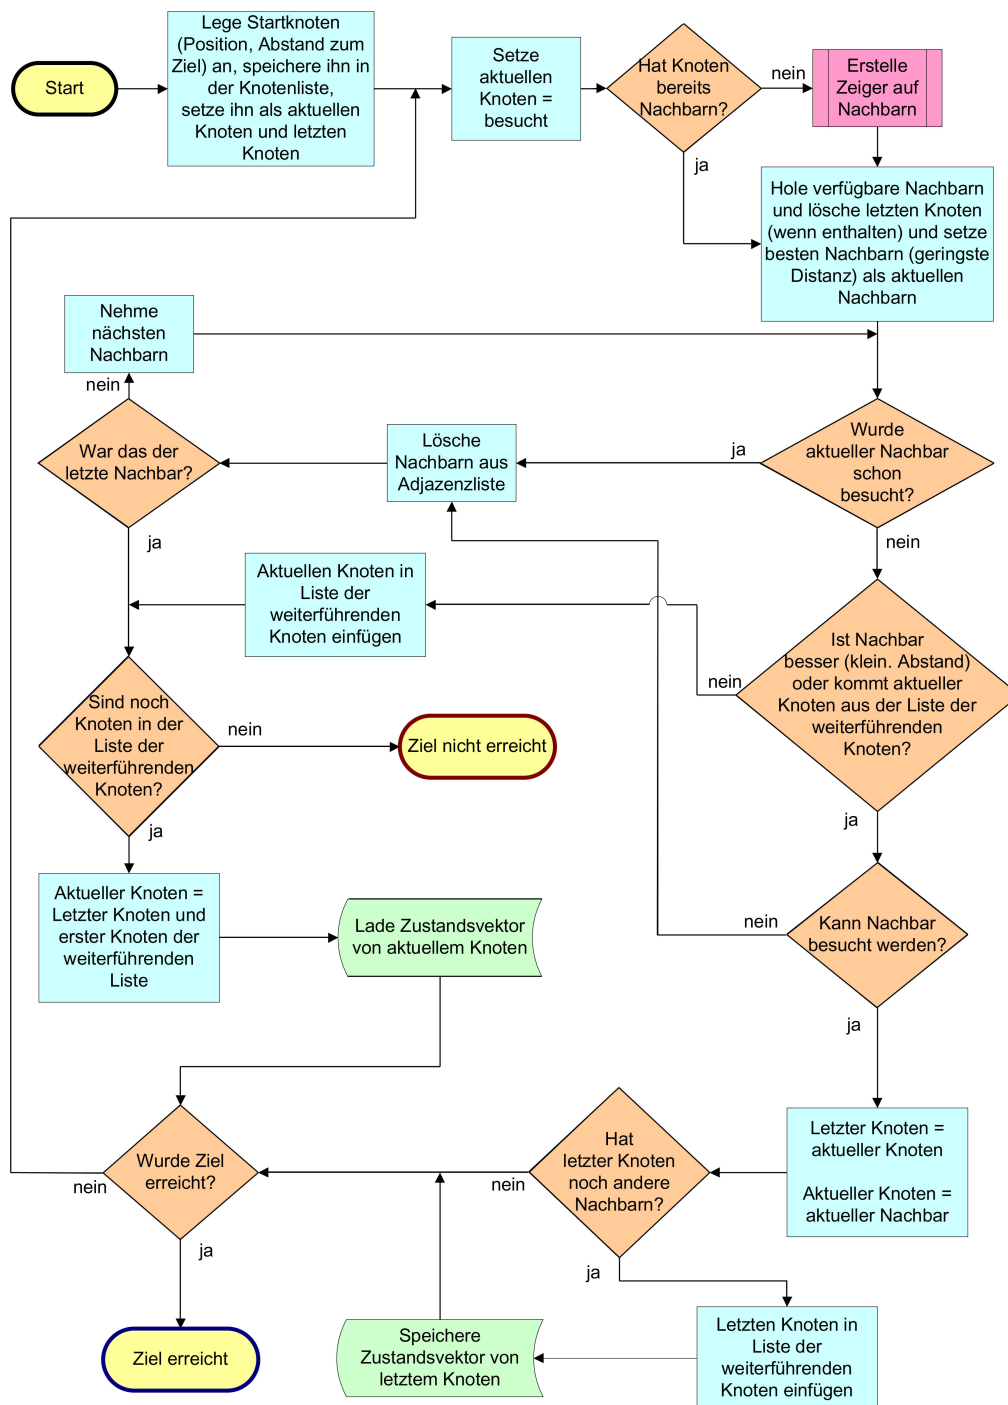 Start
Lege Startknoten
(Position, Abstand zum
Ziel) an, speichere ihn in
der Knotenliste,
setze ihn als aktuellen
Knoten und letzten
Knoten
Setze
aktuellen
Knoten =
besucht
Hat Knoten
bereits
Nachbarn?
nein
ja
Erstelle
Zeiger auf
Nachbarn
Hole verfügbare Nachbarn
und lösche letzten Knoten
(wenn enthalten) und setze
besten Nachbarn (geringste
Distanz) als aktuellen
Nachbarn
Nehme
nächsten
Nachbarn
nein
War das der
letzte Nachbar?
ja
Lösche
Nachbarn aus
Adjazenzliste
ja
Wurde
aktueller Nachbar
schon
besucht?
nein
Aktuellen Knoten in
Liste der
weiterführenden
Knoten einfügen
nein
Ist Nachbar
besser (klein. Abstand)
oder kommt aktueller
Knoten aus der Liste der
weiterführenden
Knoten?
ja
Sind noch
Knoten in der
Liste der
weiterführenden
Knoten?
nein
ja
Ziel nicht erreicht
Aktueller Knoten =
Letzter Knoten und
erster Knoten der
weiterführenden
Liste
Lade Zustandsvektor
von aktuellem Knoten
nein
Kann Nachbar
besucht werden?
ja
Letzter Knoten =
aktueller Knoten
Aktueller Knoten =
aktueller Nachbar
Hat
letzter Knoten
noch andere
Nachbarn?
nein
ja
Wurde Ziel
erreicht?
nein
ja
Ziel erreicht
Speichere
Zustandsvektor von
letztem Knoten
Letzten Knoten in
Liste der
weiterführenden
Knoten einfügen